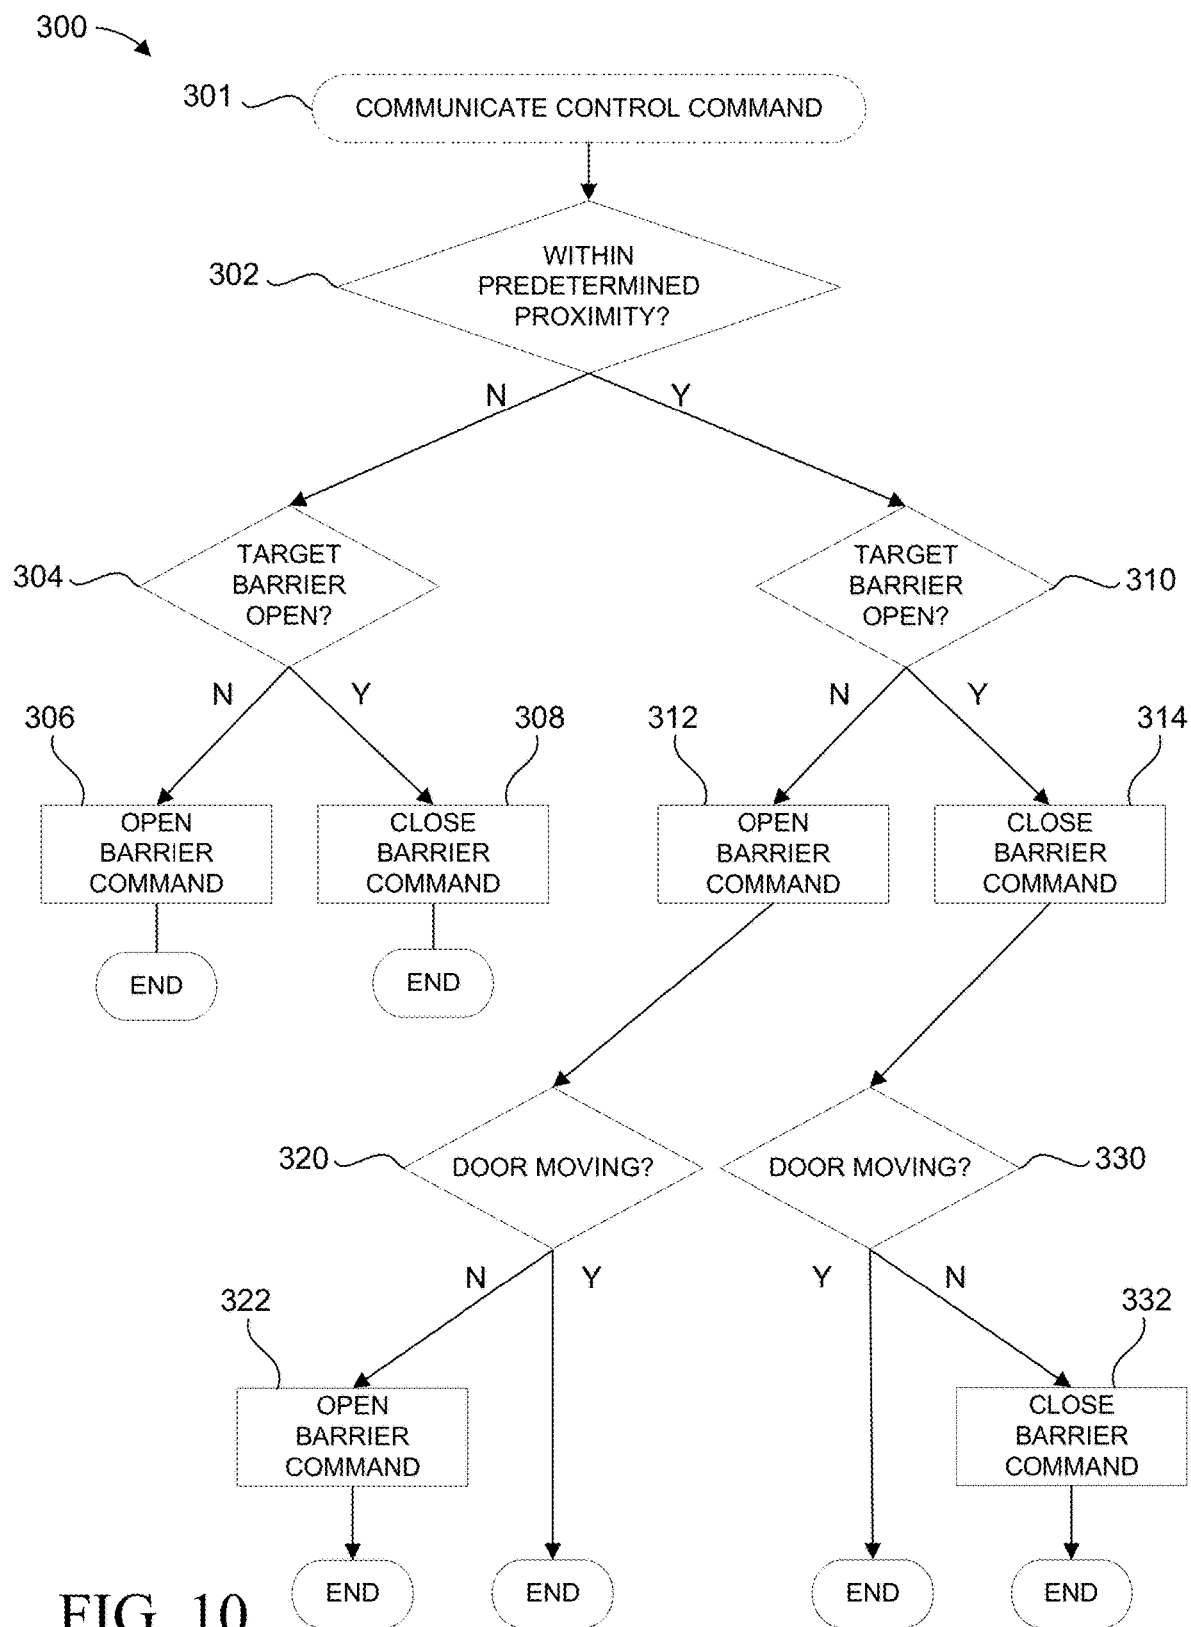 300
301
COMMUNICATE CONTROL COMMAND
302
WITHIN
PREDETERMINED
PROXIMITY?
N
Y
304
TARGET
BARRIER
OPEN?
TARGET
BARRIER
OPEN?
310
N
Y
N
Y
306
308
312
314
OPEN
BARRIER
COMMAND
CLOSE
BARRIER
COMMAND
OPEN
BARRIER
COMMAND
CLOSE
BARRIER
COMMAND
END
END
320
DOOR MOVING?
DOOR MOVING?
330
N
Y
Y
N
322
332
OPEN
BARRIER
COMMAND
CLOSE
BARRIER
COMMAND
END
END
END
END
FIG. 10